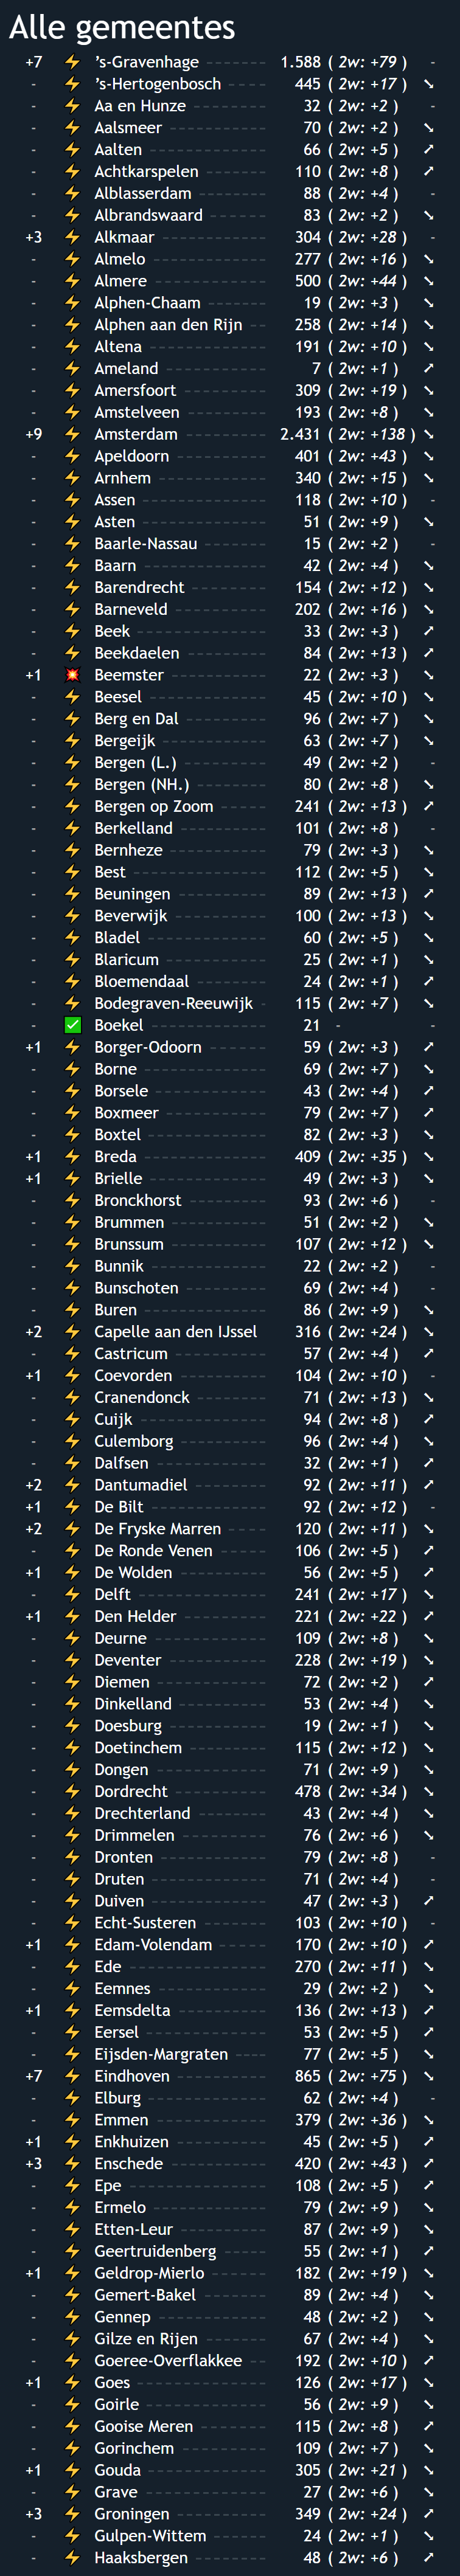 Alle gemeentes
+7 ⚡ ’s-Gravenhage ------------ 1.588 ( 2w: +79 ) -
- ⚡ ’s-Hertogenbosch --------- 445 ( 2w: +17 ) ➘
- ⚡ Aa en Hunze ------------- 32 ( 2w: +2 ) -
- ⚡ Aalsmeer --------------- 70 ( 2w: +2 ) ➘
- ⚡ Aalten ----------------- 66 ( 2w: +5 ) ➚
- ⚡ Achtkarspelen ----------- 110 ( 2w: +8 ) ➚
- ⚡ Alblasserdam ------------ 88 ( 2w: +4 ) -
- ⚡ Albrandswaard ---------- 83 ( 2w: +2 ) ➘
+3 ⚡ Alkmaar ---------------- 304 ( 2w: +28 ) -
- ⚡ Almelo ----------------- 277 ( 2w: +16 ) ➘
- ⚡ Almere ----------------- 500 ( 2w: +44 ) ➘
- ⚡ Alphen-Chaam ----------- 19 ( 2w: +3 ) ➘
- ⚡ Alphen aan den Rijn -- 258 ( 2w: +14 ) ➘
- ⚡ Altena ----------------- 191 ( 2w: +10 ) ➘
- ⚡ Ameland ---------------- 7 ( 2w: +1 ) ➚
- ⚡ Amersfoort -------------- 309 ( 2w: +19 ) ➘
- ⚡ Amstelveen ------------- 193 ( 2w: +8 ) ➘
+9 ⚡ Amsterdam ------------- 2.431 ( 2w: +138 ) ➘
- ⚡ Apeldoorn -------------- 401 ( 2w: +43 ) ➘
- ⚡ Arnhem ---------------- 340 ( 2w: +15 ) ➘
- ⚡ Assen ------------------ 118 ( 2w: +10 ) -
- ⚡ Asten ------------------ 51 ( 2w: +9 ) ➘
- ⚡ Baarle-Nassau ----------- 15 ( 2w: +2 ) -
- ⚡ Baarn ------------------ 42 ( 2w: +4 ) ➘
- ⚡ Barendrecht ------------ 154 ( 2w: +12 ) ➘
- ⚡ Barneveld -------------- 202 ( 2w: +16 ) ➘
- ⚡ Beek ------------------- 33 ( 2w: +3 ) ➚
- ⚡ Beekdaelen ------------- 84 ( 2w: +13 ) ➚
+1 💥 Beemster --------------- 22 ( 2w: +3 ) ➘
- ⚡ Beesel ----------------- 45 ( 2w: +10 ) ➘
- ⚡ Berg en Dal ------------- 96 ( 2w: +7 ) ➘
- ⚡ Bergeijk --------------- 63 ( 2w: +7 ) ➘
- ⚡ Bergen (L.) ------------- 49 ( 2w: +2 ) -
- ⚡ Bergen (NH.) ----------- 80 ( 2w: +8 ) ➘
- ⚡ Bergen op Zoom --------- 241 ( 2w: +13 ) ➚
- ⚡ Berkelland ------------- 101 ( 2w: +8 ) -
- ⚡ Bernheze --------------- 79 ( 2w: +3 ) ➘
- ⚡ Best ------------------- 112 ( 2w: +5 ) ➘
- ⚡ Beuningen -------------- 89 ( 2w: +13 ) ➚
- ⚡ Beverwijk -------------- 100 ( 2w: +13 ) ➘
- ⚡ Bladel ----------------- 60 ( 2w: +5 ) ➘
- ⚡ Blaricum --------------- 25 ( 2w: +1 ) ➘
- ⚡ Bloemendaal ------------ 24 ( 2w: +1 ) ➚
- ⚡ Bodegraven-Reeuwijk - 115 ( 2w: +7 ) ➘
- ✅ Boekel ----------------- 21 - -
+1 ⚡ Borger-Odoorn ---------- 59 ( 2w: +3 ) ➚
- ⚡ Borne ------------------ 69 ( 2w: +7 ) ➘
- ⚡ Borsele ---------------- 43 ( 2w: +4 ) ➚
- ⚡ Boxmeer --------------- 79 ( 2w: +7 ) ➚
- ⚡ Boxtel ----------------- 82 ( 2w: +3 ) ➘
+1 ⚡ Breda ------------------ 409 ( 2w: +35 ) ➘
+1 ⚡ Brielle ---------------- 49 ( 2w: +3 ) ➘
- ⚡ Bronckhorst ------------ 93 ( 2w: +6 ) -
- ⚡ Brummen -------------- 51 ( 2w: +2 ) ➘
- ⚡ Brunssum -------------- 107 ( 2w: +12 ) ➘
- ⚡ Bunnik ---------------- 22 ( 2w: +2 ) -
- ⚡ Bunschoten ------------ 69 ( 2w: +4 ) -
- ⚡ Buren ------------------ 86 ( 2w: +9 ) ➘
+2 ⚡ Capelle aan den IJssel 316 ( 2w: +24 ) ➘
- ⚡ Castricum -------------- 57 ( 2w: +4 ) ➚
+1 ⚡ Coevorden ------------- 104 ( 2w: +10 ) -
- ⚡ Cranendonck ----------- 71 ( 2w: +13 ) ➘
- ⚡ Cuijk ------------------ 94 ( 2w: +8 ) ➚
- ⚡ Culemborg ------------- 96 ( 2w: +4 ) ➘
- ⚡ Dalfsen ---------------- 32 ( 2w: +1 ) ➚
+2 ⚡ Dantumadiel ----------- 92 ( 2w: +11 ) ➚
+1 ⚡ De Bilt ---------------- 92 ( 2w: +12 ) -
+2 ⚡ De Fryske Marren ----- 120 ( 2w: +11 ) ➘
- ⚡ De Ronde Venen ------- 106 ( 2w: +5 ) ➚
+1 ⚡ De Wolden ------------- 56 ( 2w: +5 ) ➚
- ⚡ Delft ------------------ 241 ( 2w: +17 ) ➘
+1 ⚡ Den Helder ------------ 221 ( 2w: +22 ) ➚
- ⚡ Deurne ---------------- 109 ( 2w: +8 ) ➘
- ⚡ Deventer -------------- 228 ( 2w: +19 ) ➘
- ⚡ Diemen ---------------- 72 ( 2w: +2 ) ➚
- ⚡ Dinkelland ------------- 53 ( 2w: +4 ) ➘
- ⚡ Doesburg -------------- 19 ( 2w: +1 ) ➘
- ⚡ Doetinchem ------------ 115 ( 2w: +12 ) ➘
- ⚡ Dongen ---------------- 71 ( 2w: +9 ) ➘
- ⚡ Dordrecht ------------- 478 ( 2w: +34 ) ➘
- ⚡ Drechterland ----------- 43 ( 2w: +4 ) ➘
- ⚡ Drimmelen ------------- 76 ( 2w: +6 ) ➘
- ⚡ Dronten --------------- 79 ( 2w: +8 ) -
- ⚡ Druten ----------------- 71 ( 2w: +4 ) -
- ⚡ Duiven ----------------- 47 ( 2w: +3 ) ➚
- ⚡ Echt-Susteren ---------- 103 ( 2w: +10 ) -
+1 ⚡ Edam-Volendam -------- 170 ( 2w: +10 ) ➚
- ⚡ Ede -------------------- 270 ( 2w: +11 ) ➘
- ⚡ Eemnes --------------- 29 ( 2w: +2 ) ➘
+1 ⚡ Eemsdelta ------------- 136 ( 2w: +13 ) ➚
- ⚡ Eersel ----------------- 53 ( 2w: +5 ) ➚
- ⚡ Eijsden-Margraten ---- 77 ( 2w: +5 ) ➘
+7 ⚡ Eindhoven ------------- 865 ( 2w: +75 ) ➘
- ⚡ Elburg ----------------- 62 ( 2w: +4 ) -
- ⚡ Emmen ---------------- 379 ( 2w: +36 ) ➘
+1 ⚡ Enkhuizen ------------- 45 ( 2w: +5 ) ➚
+3 ⚡ Enschede -------------- 420 ( 2w: +43 ) ➚
- ⚡ Epe -------------------- 108 ( 2w: +5 ) ➚
- ⚡ Ermelo ---------------- 79 ( 2w: +9 ) ➘
- ⚡ Etten-Leur ------------- 87 ( 2w: +9 ) ➘
- ⚡ Geertruidenberg ------- 55 ( 2w: +1 ) ➚
+1 ⚡ Geldrop-Mierlo --------- 182 ( 2w: +19 ) ➘
- ⚡ Gemert-Bakel ---------- 89 ( 2w: +4 ) ➘
- ⚡ Gennep ---------------- 48 ( 2w: +2 ) ➘
- ⚡ Gilze en Rijen ---------- 67 ( 2w: +4 ) ➘
- ⚡ Goeree-Overflakkee -- 192 ( 2w: +10 ) ➚
+1 ⚡ Goes ------------------ 126 ( 2w: +17 ) ➘
- ⚡ Goirle ----------------- 56 ( 2w: +9 ) ➘
- ⚡ Gooise Meren ---------- 115 ( 2w: +8 ) ➚
- ⚡ Gorinchem ------------- 109 ( 2w: +7 ) ➘
+1 ⚡ Gouda ----------------- 305 ( 2w: +21 ) ➘
- ⚡ Grave ----------------- 27 ( 2w: +6 ) ➘
+3 ⚡ Groningen ------------- 349 ( 2w: +24 ) ➚
- ⚡ Gulpen-Wittem -------- 24 ( 2w: +1 ) ➘
- ⚡ Haaksbergen ----------- 48 ( 2w: +6 ) ➚